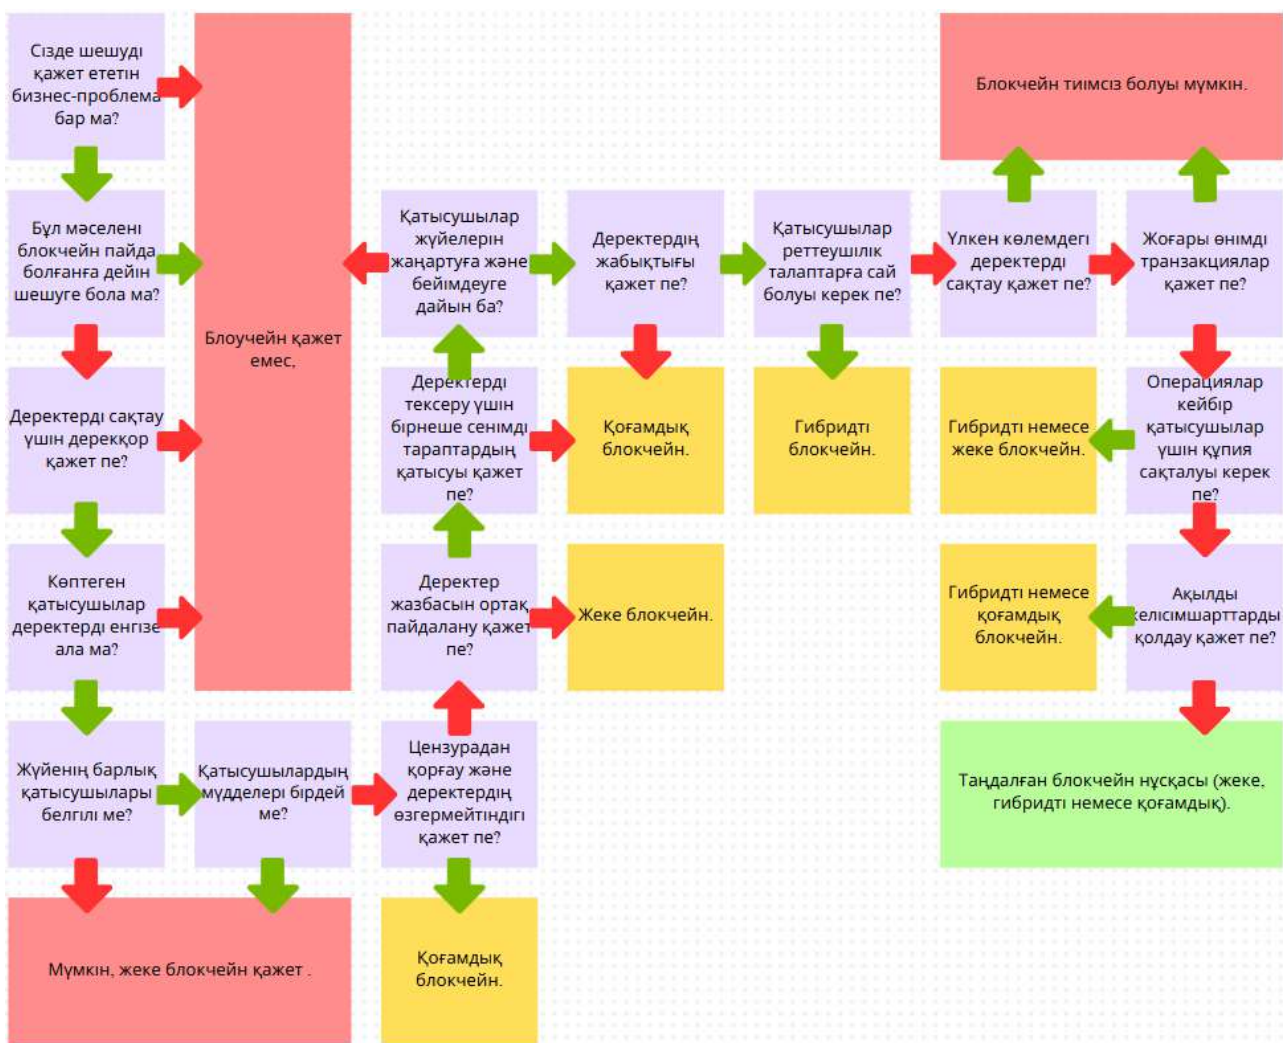 Сізде шешуді
қажет ететін
бизнес-проблема
бар ма?
Блокчейн тиімсіз болуы мүмкін.
Бұл мәселені
блокчейн пайда
болғанға дейін
шешуге бола ма?
Блоучейн қажет
емес,
Қатысушылар
жүйелерін
жаңартуға және
бейімдеуге
дайын ба?
Деректердің
жабықтығы
қажет пе?
Қатысушылар
реттеушілік
талаптарға сай
болуы керек пе?
Үлкен көлемдегі
деректерді
сақтау қажет пе?
Жоғары өнімді
транзакциялар
қажет пе?
Деректерді сақтау
үшін дерекқор
қажет пе?
Деректерді
тексеру үшін
бірнеше сенімді
тараптардың
қатысуы қажет
пе?
Қоғамдық
блокчейн.
Гибридті
блокчейн.
Гибридті немесе
жеке блокчейн.
Операциялар
кейбір
қатысушылар
үшін құпия
сақталуы керек
пе?
Көптеген
қатысушылар
деректерді енгізе
ала ма?
Деректер
жазбасын ортақ
пайдалану қажет
пе?
Жеке блокчейн.
Гибридті немесе
қоғамдық
блокчейн.
Ақылды
келісімшарттарды
қолдау қажет пе?
Жүйенің барлық
қатысушылары
белгілі ме?
Қатысушылардың
мүдделері бірдей
ме?
Цензурадан
қорғау және
деректердің
өзгермейтіндігі
қажет пе?
Таңдалған блокчейн нұсқасы (жеке,
гибридті немесе қоғамдық).
Мүмкін, жеке блокчейн қажет .
Қоғамдық
блокчейн.